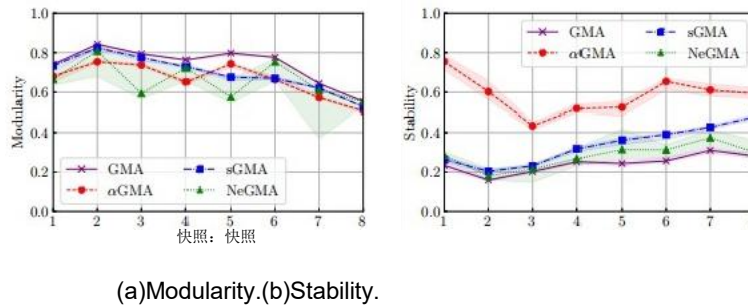 Modularity
1.0
0.8
0.6
0.4
0.2
0.0
GMA
αGMA
sGMA
NeGMA
1 2 3 4 5 6 7 8
快照：快照
Stability
1.0
0.8
0.6
0.4
0.2
0.0
GMA
αGMA
sGMA
NeGMA
1 2 3 4 5 6 7
(a)Modularity.(b)Stability.